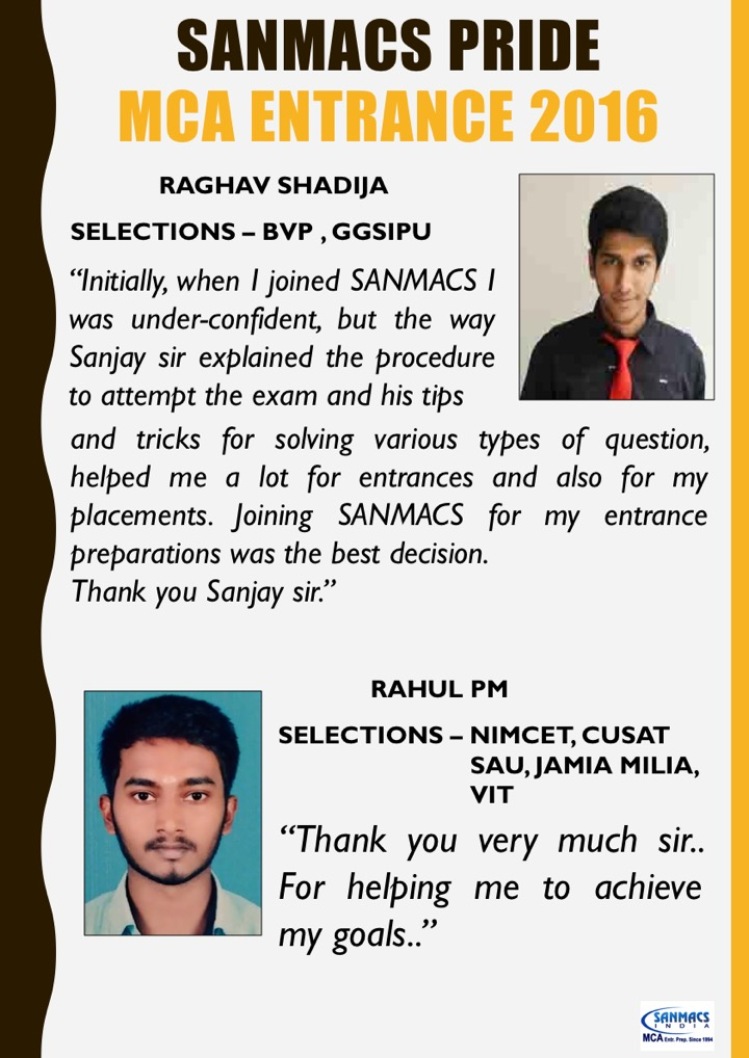 SANMACS PRIDE
MCA ENTRANCE 2016
RAGHAV SHADIJA
SELECTIONS – BVP , GGSIPU
“Initially, when I joined SANMACS I
was under-confident, but the way
Sanjay sir explained the procedure
to attempt the exam and his tips
and tricks for solving various types of question,
helped me a lot for entrances and also for my
placements. Joining SANMACS for my entrance
preparations was the best decision.
Thank you Sanjay sir.”
RAHUL PM
SELECTIONS – NIMCET, CUSAT
SAU, JAMIA MILIA,
VIT
“Thank you very much sir..
For helping me to achieve
my goals..”
SANMACS
INDIA
MCA Entr. Prep. Since 1994